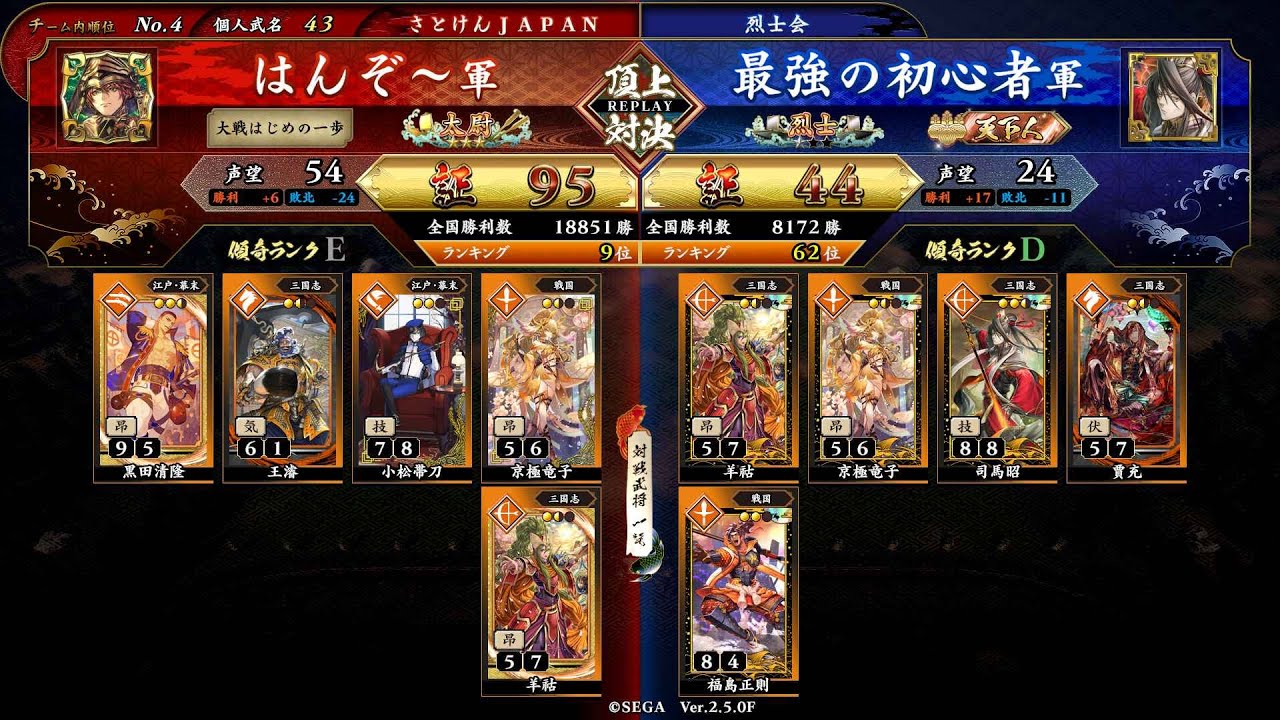 チーム内順位 No.4 個人武名 43 さとけんJAPAN 烈士会
はんぞ〜軍
頂上
REPLAY
対決
最強の初心者軍
大戦はじめの一歩
大尉
烈士
天下人
声望 54
勝利 +6 敗北 -24
証 95
証 44
声望 24
勝利 +17 敗北 -11
全国勝利数 18851勝
全国勝利数 8172勝
傾奇ランクE
ランキング 9位
ランキング 62位
傾奇ランクD
江戸・幕末
三国志
江戸・幕末
戦国
三国志
戦国
三国志
三国志
昂
気
技
昂
昂
昂
技
伏
9 5
6 1
7 8
5 6
5 7
5 6
8 8
5 7
黒田清隆
王濬
小松帯刀
京極竜子
羊祜
京極竜子
司馬昭
賈充
対戦武将一覧
三国志
戦国
昂
5 7
8 4
羊祜
福島正則
©SEGA Ver.2.5.0F